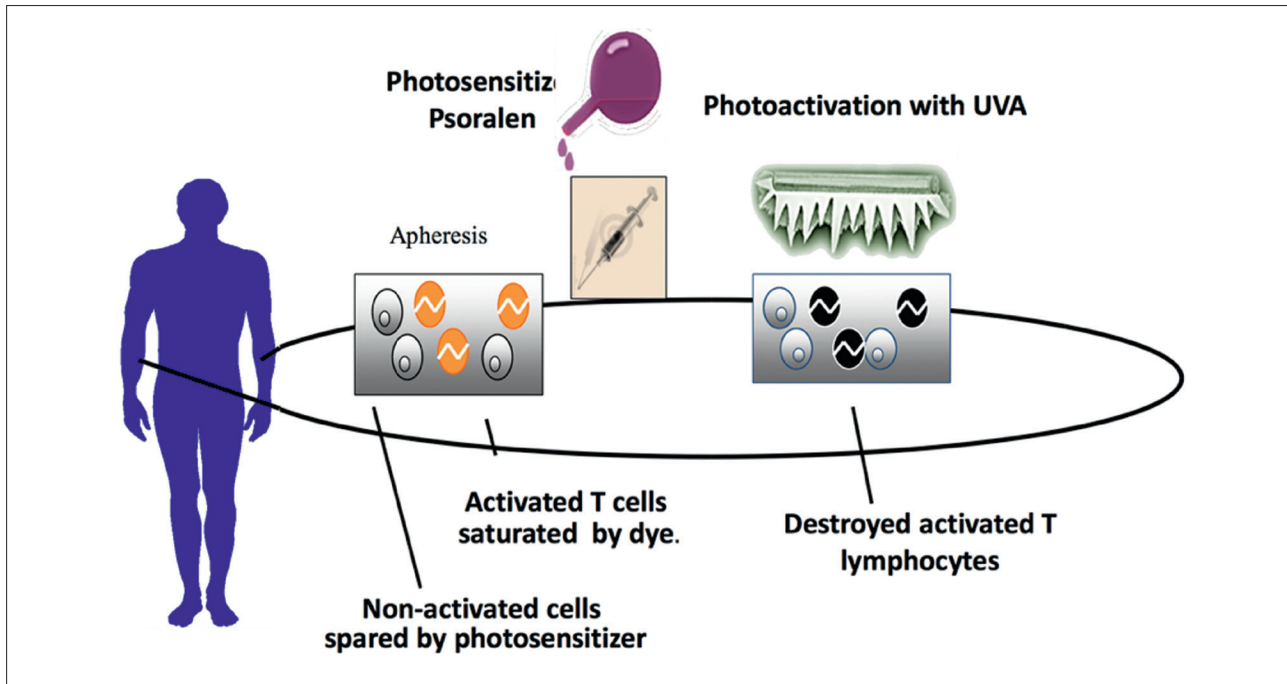 Photosensitize
Psoralen
Photoactivation with UVA
Apheresis
Activated T cells
saturated by dye.
Destroyed activated T
lymphocytes
Non-activated cells
spared by photosensitizer